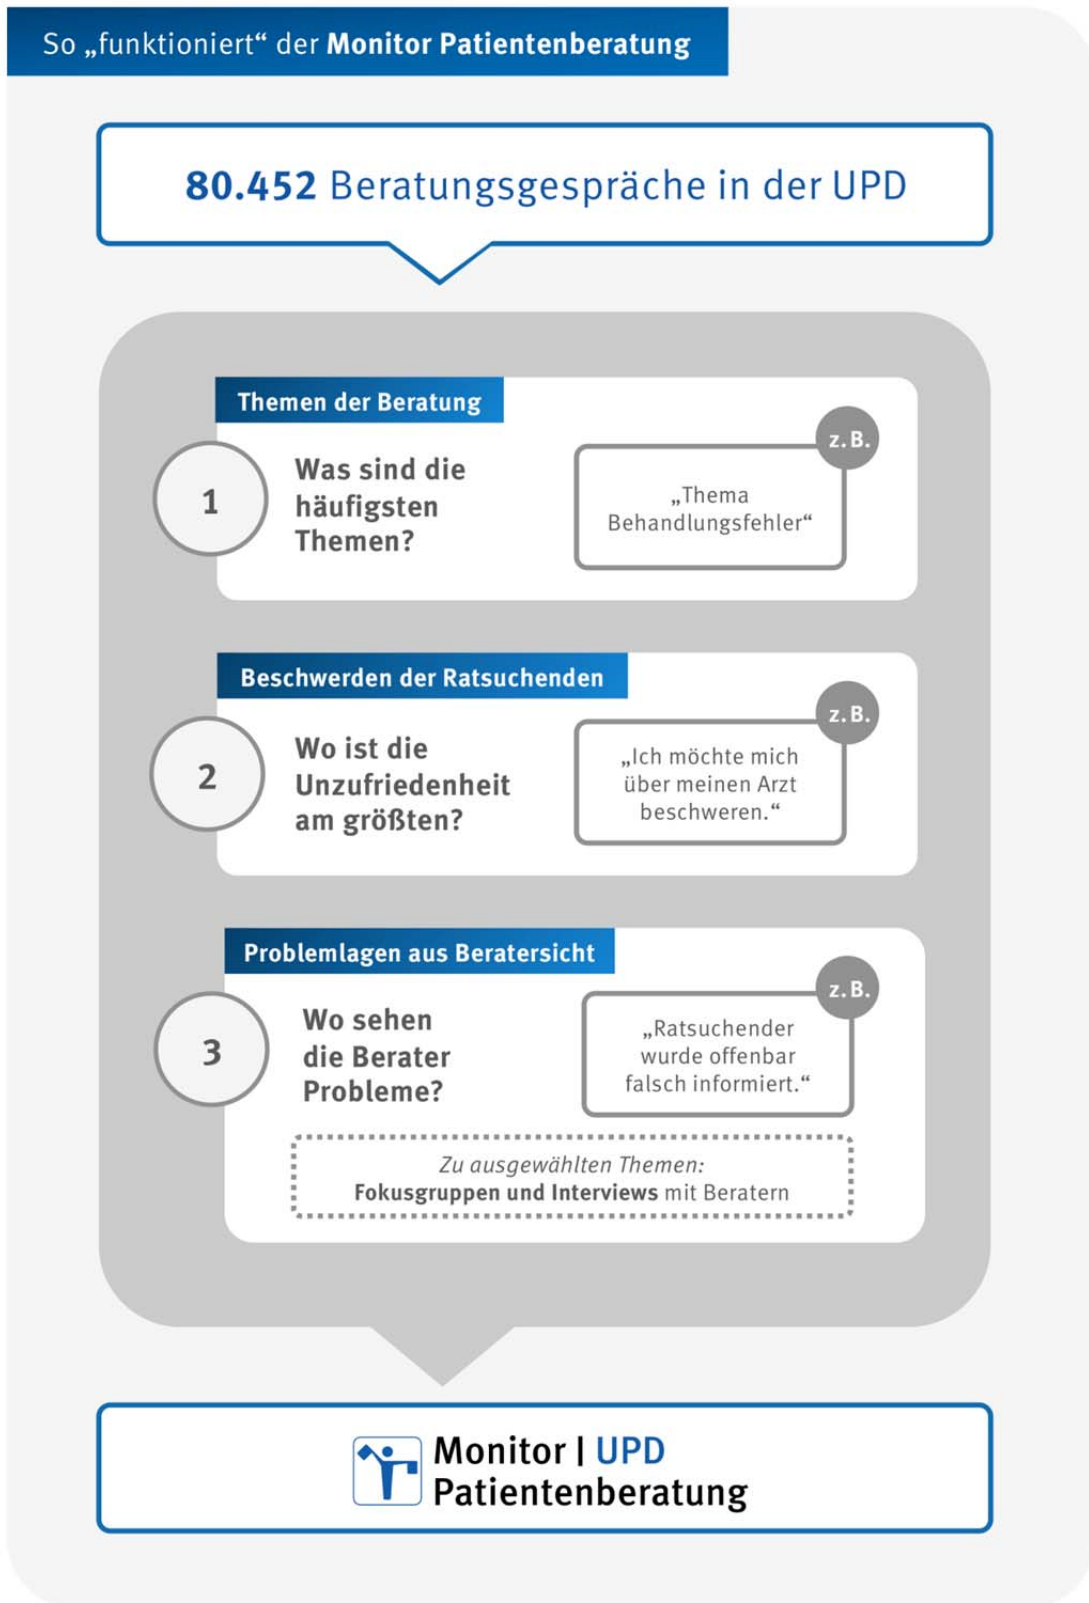 So „funktioniert“ der Monitor Patientenberatung
80.452 Beratungsgespräche in der UPD
Themen der Beratung
1
Was sind die
häufigsten
Themen?
z.B.
„Thema
Behandlungsfehler“
Beschwerden der Ratsuchenden
2
Wo ist die
Unzufriedenheit
am größten?
z.B.
„Ich möchte mich
über meinen Arzt
beschweren.“
Problemlagen aus Beratersicht
3
Wo sehen
die Berater
Probleme?
z.B.
„Ratsuchender
wurde offenbar
falsch informiert.“
Zu ausgewählten Themen:
Fokusgruppen und Interviews mit Beratern
Monitor | UPD
Patientenberatung